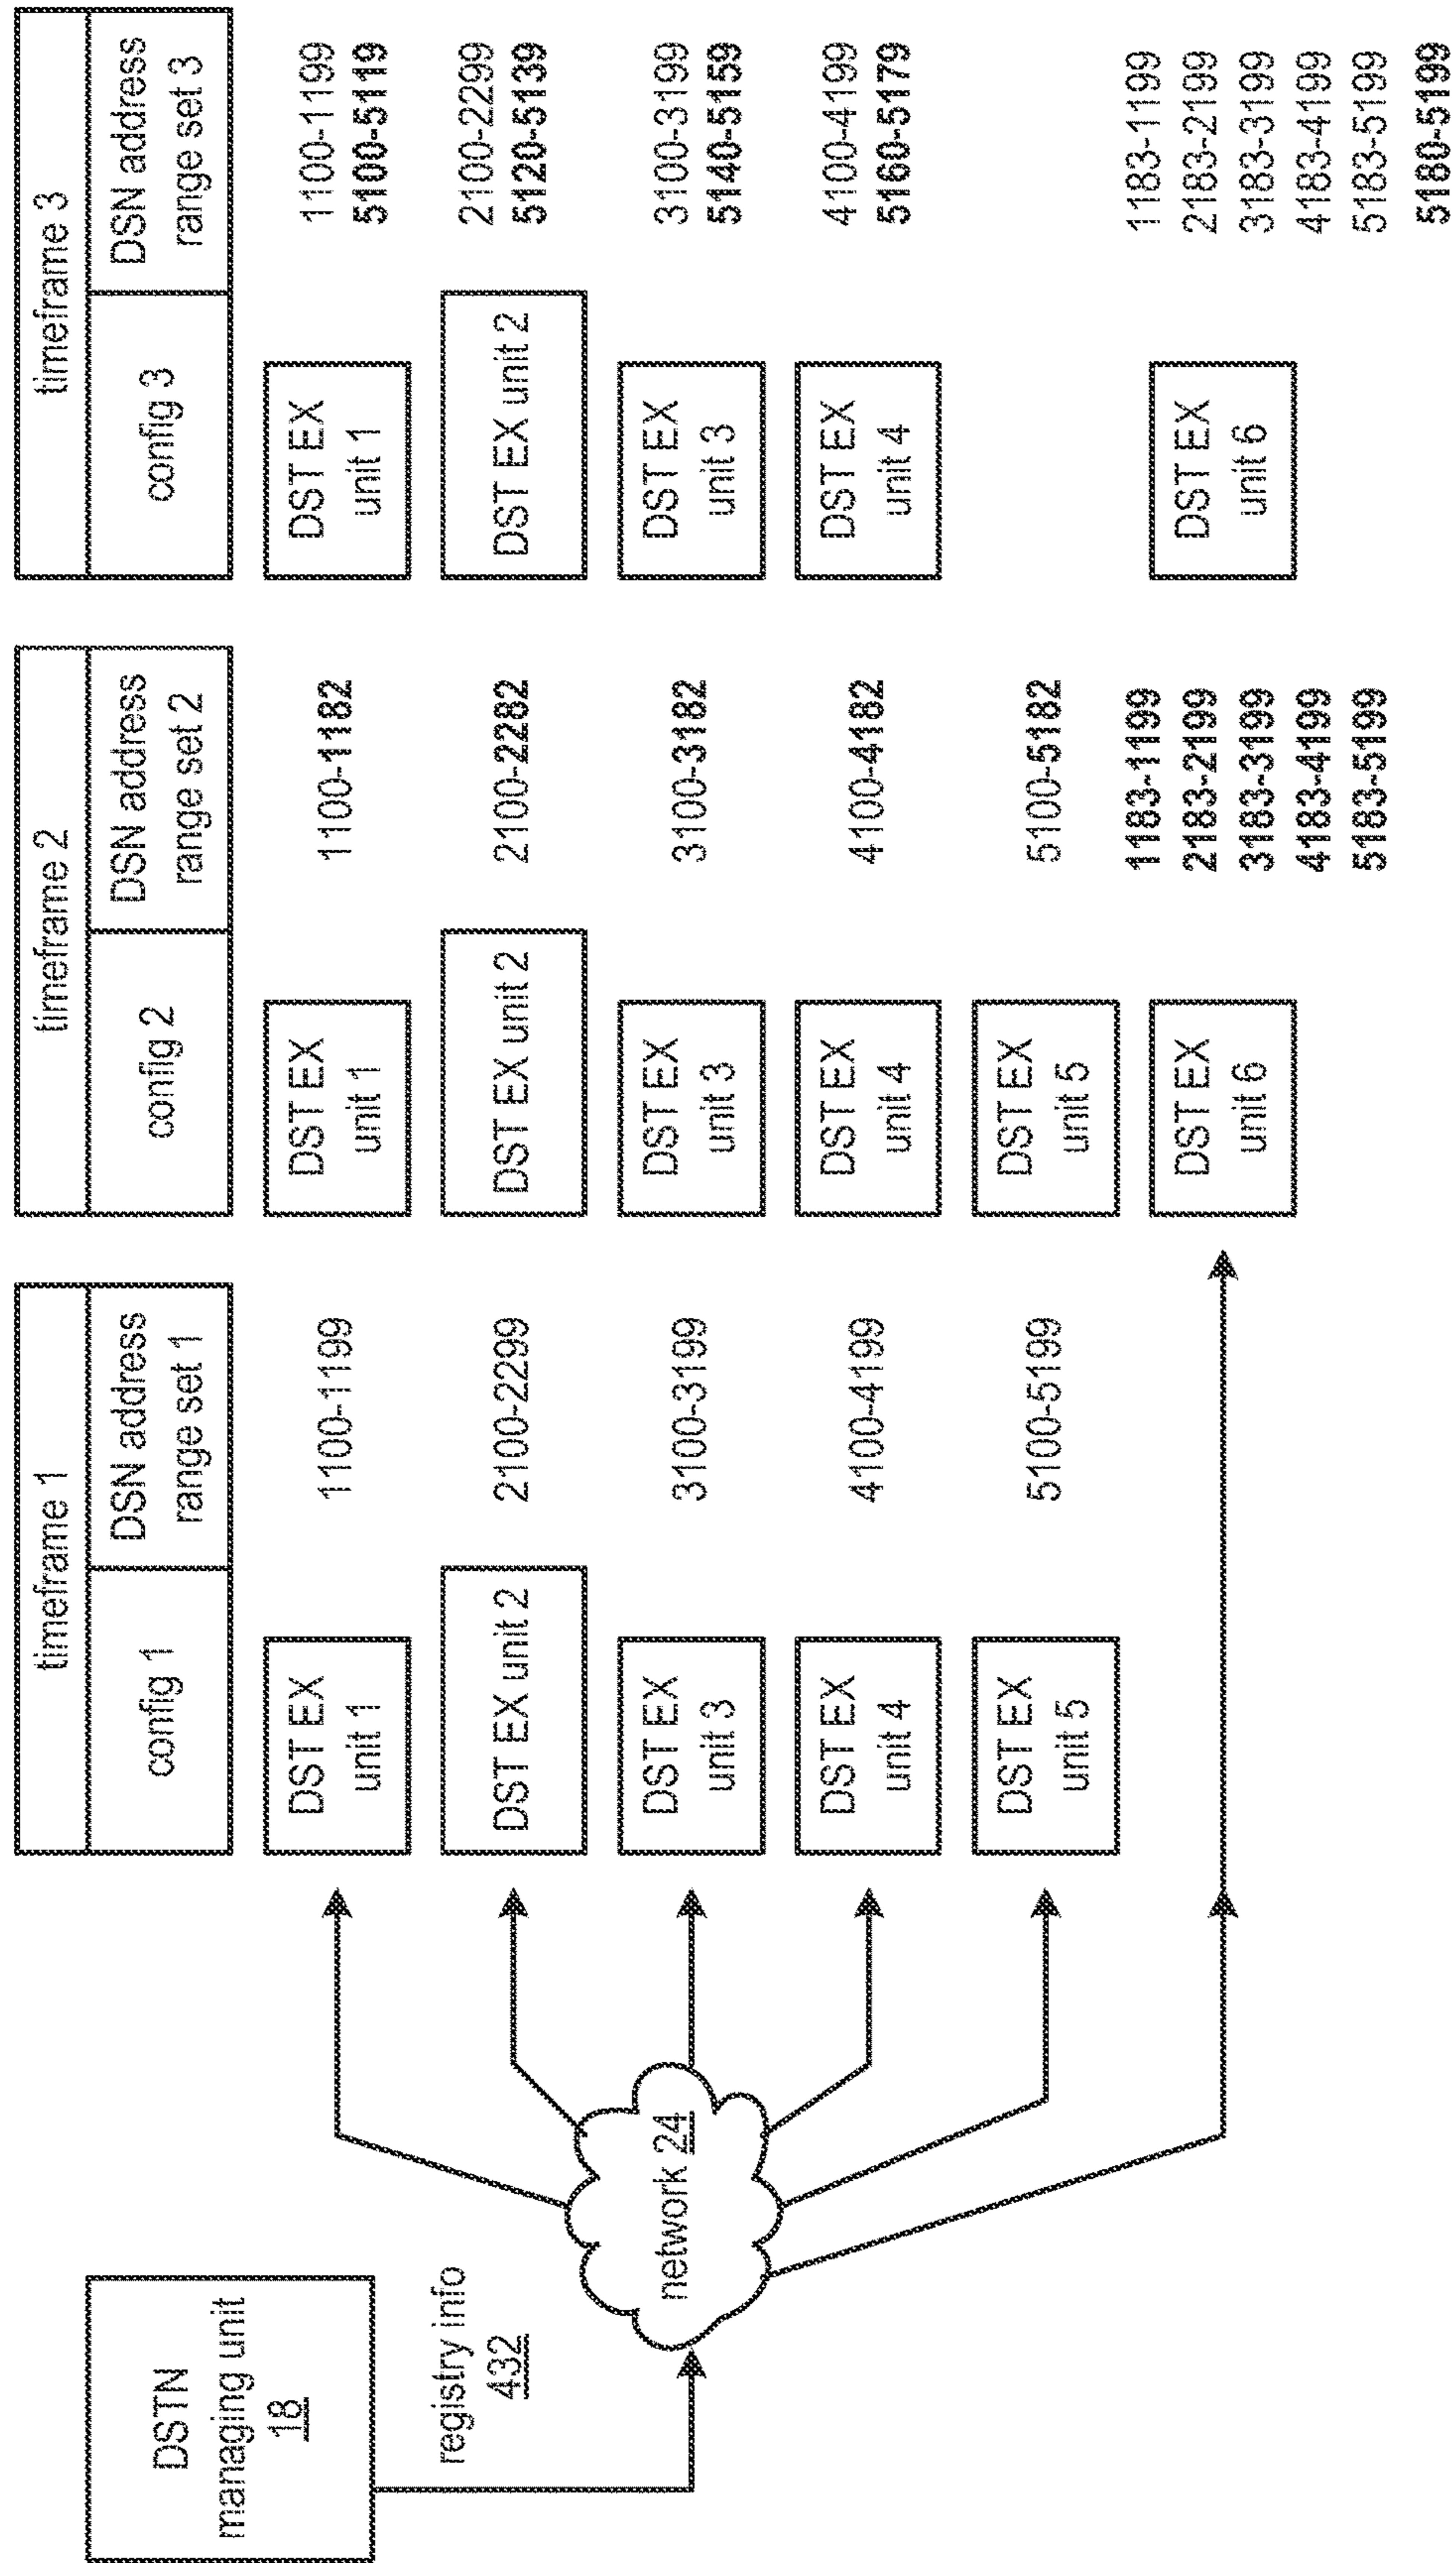 DSTN
managing unit
18
registry info
432
network 24
timeframe 1
config 1
DSN address
range set 1
DST EX
unit 1
1100-1199
DST EX unit 2
2100-2299
DST EX
unit 3
3100-3199
DST EX
unit 4
4100-4199
DST EX
unit 5
5100-5199
timeframe 2
config 2
DSN address
range set 2
DST EX
unit 1
1100-1182
DST EX unit 2
2100-2282
DST EX
unit 3
3100-3182
DST EX
unit 4
4100-4182
DST EX
unit 5
5100-5182
DST EX
unit 6
1183-1199
2183-2199
3183-3199
4183-4199
5183-5199
timeframe 3
config 3
DSN address
range set 3
DST EX
unit 1
1100-1199
5100-5119
DST EX unit 2
2100-2299
5120-5139
DST EX
unit 3
3100-3199
5140-5159
DST EX
unit 4
4100-4199
5160-5179
DST EX
unit 6
1183-1199
2183-2199
3183-3199
4183-4199
5183-5199
5180-5199